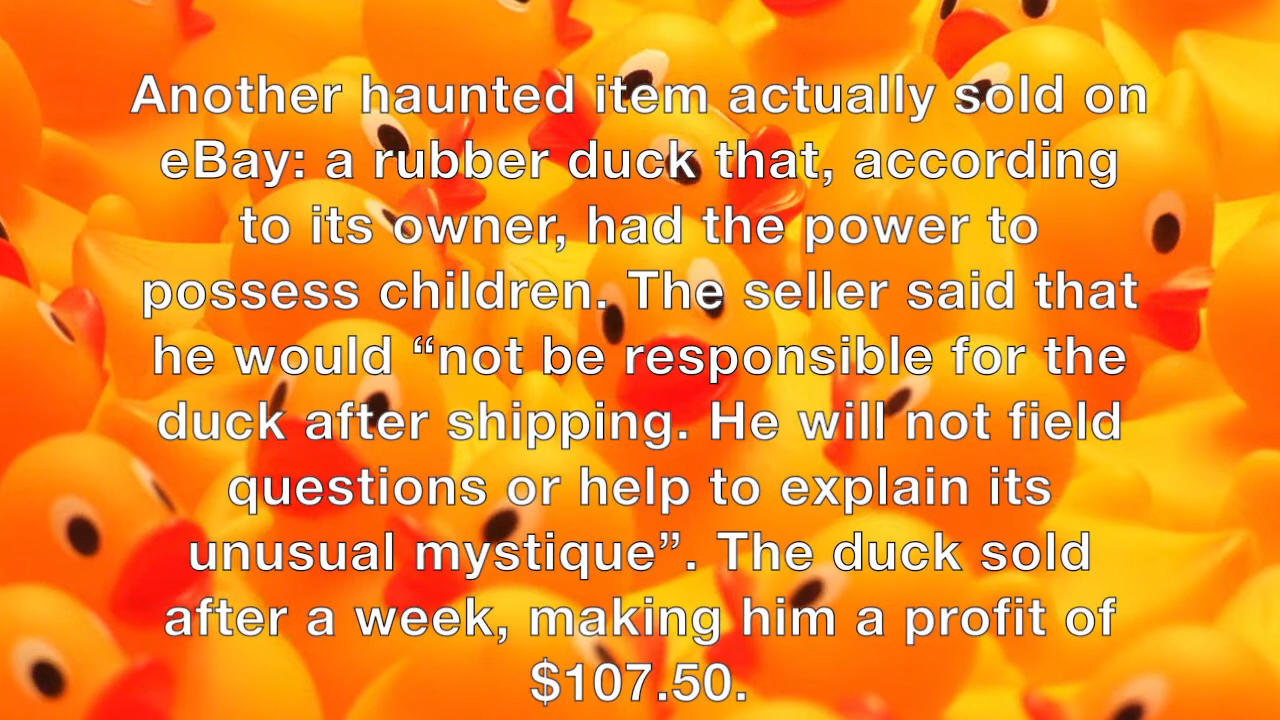 Another haunted item actually sold on
eBay: a rubber duck that, according
to its owner, had the power to
possess children. The seller said that
he would “not be responsible for the
duck after shipping. He will not field
questions or help to explain its
unusual mystique”. The duck sold
after a week, making him a profit of
$107.50.